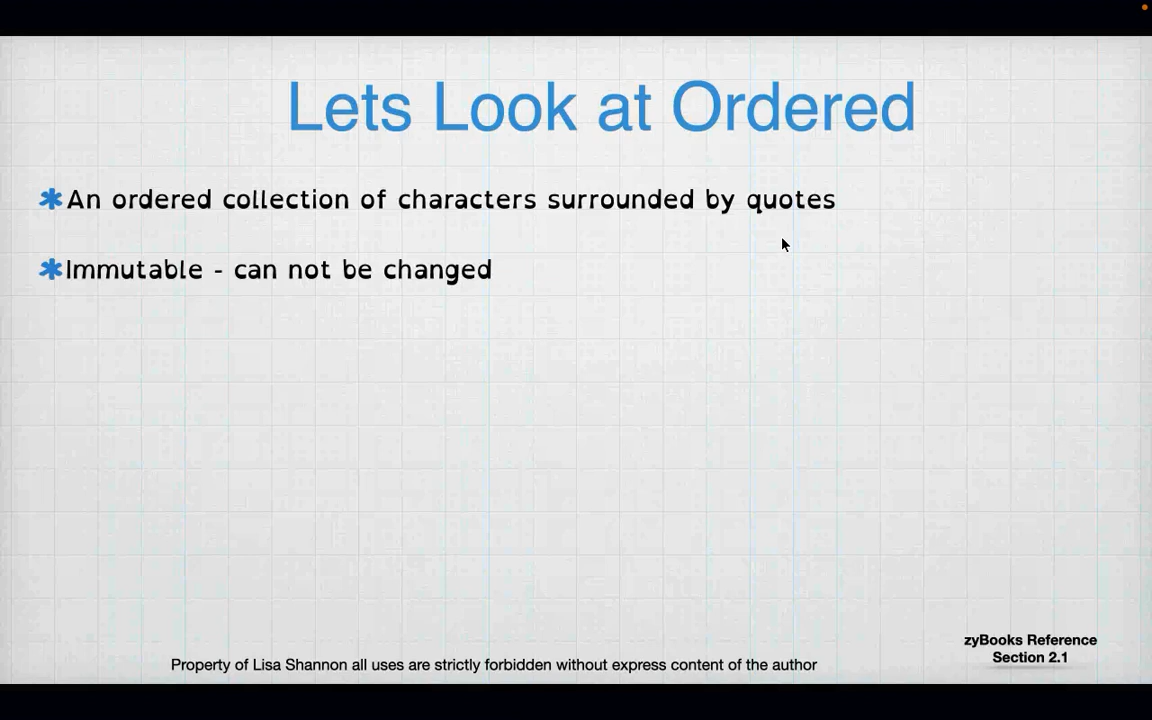 Lets Look at Ordered
An ordered collection of characters surrounded by quotes
Immutable - can not be changed
zyBooks Reference
Section 2.1
Property of Lisa Shannon all uses are strictly forbidden without express content of the author